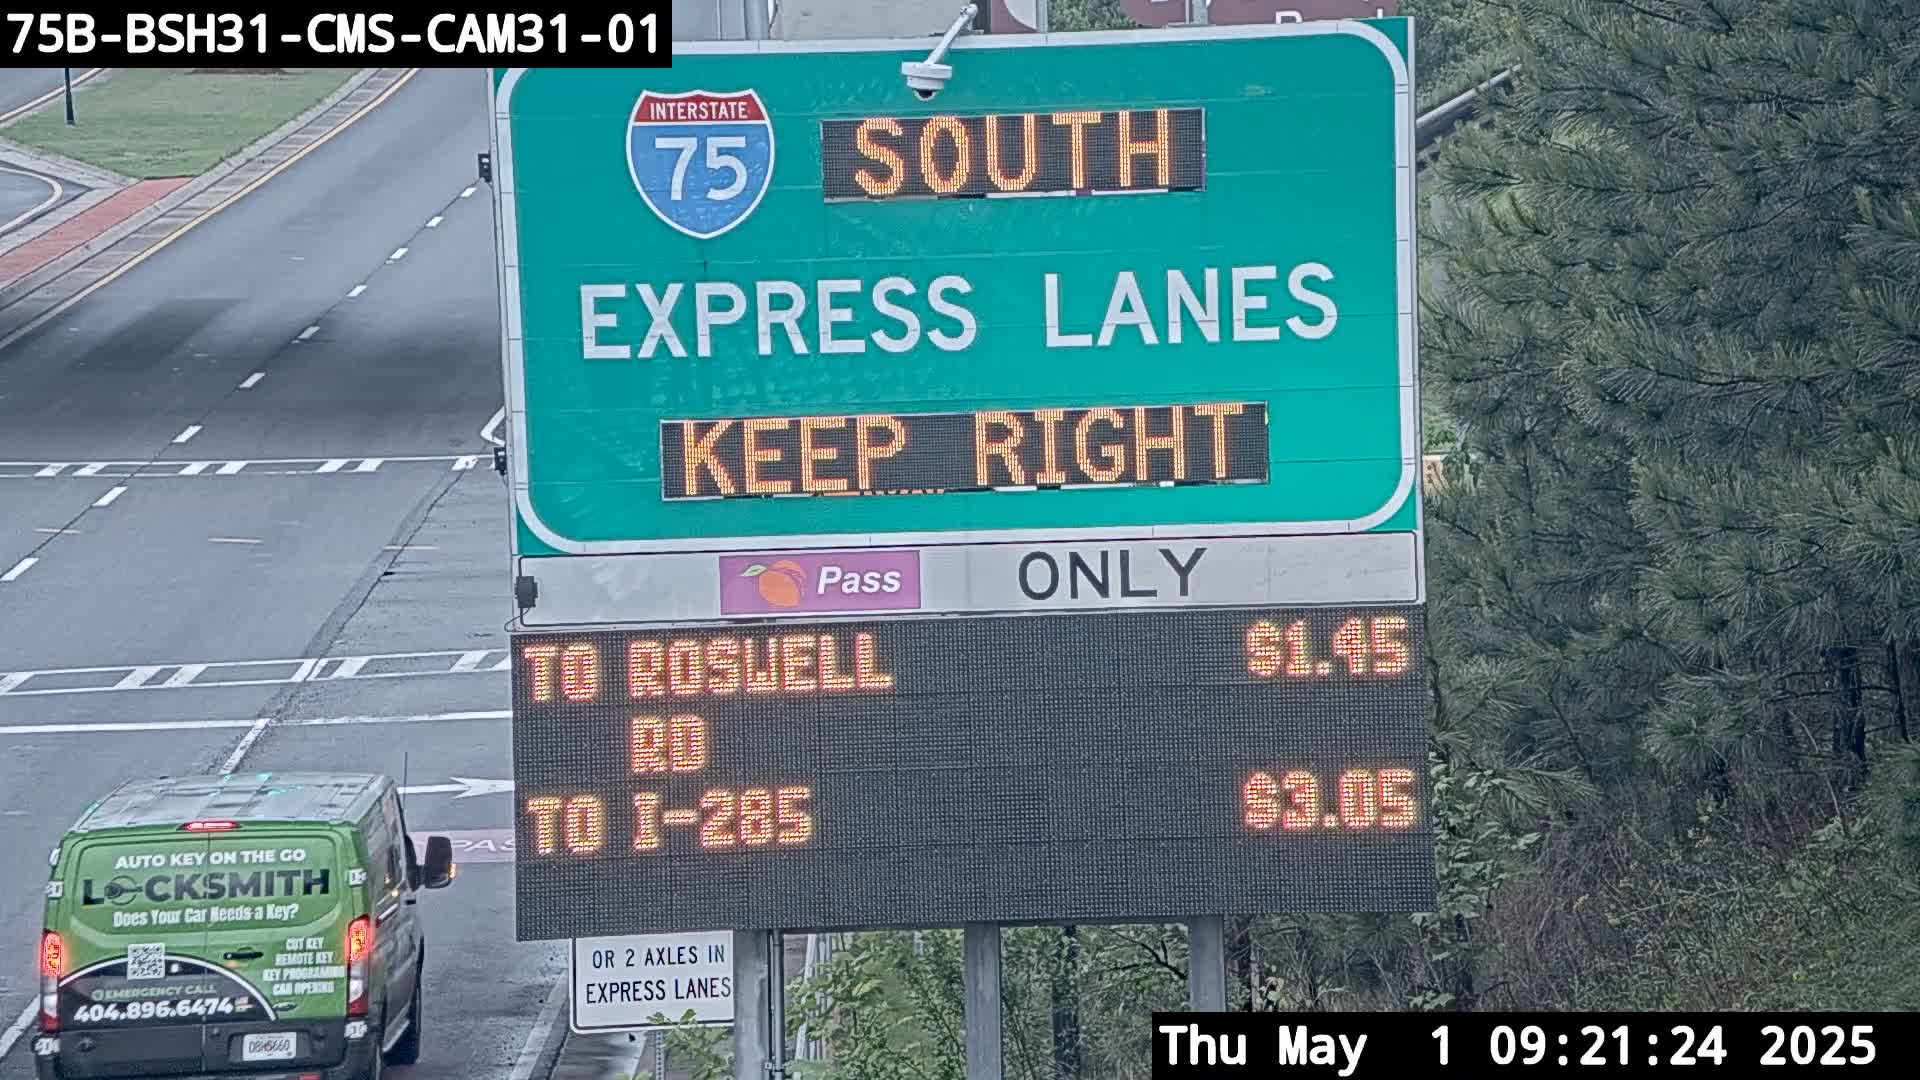 75B-BSH31-CMS-CAM31-01
INTERSTATE
75
SOUTH
EXPRESS LANES
KEEP RIGHT
Pass
ONLY
TO ROSWELL $1.45
RD
TO I-285 $3.05
OR 2 AXLES IN
EXPRESS LANES
AUTO KEY ON THE GO
LOCKSMITH
Does Your Car Needs a Key?
CUT KEY
REMOTE KEY
KEY PROGRAMING
CAR OPENING
EMERGENCY CALL
404.896.6474
Thu May 1 09:21:24 2025